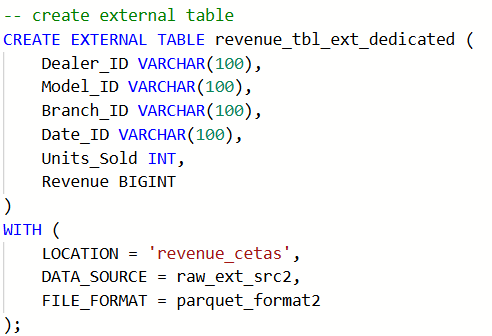 -- create external table
CREATE EXTERNAL TABLE revenue_tbl_ext_dedicated (
    Dealer_ID VARCHAR(100),
    Model_ID VARCHAR(100),
    Branch_ID VARCHAR(100),
    Date_ID VARCHAR(100),
    Units_Sold INT,
    Revenue BIGINT
)
WITH (
    LOCATION = 'revenue_cetas',
    DATA_SOURCE = raw_ext_src2,
    FILE_FORMAT = parquet_format2
);